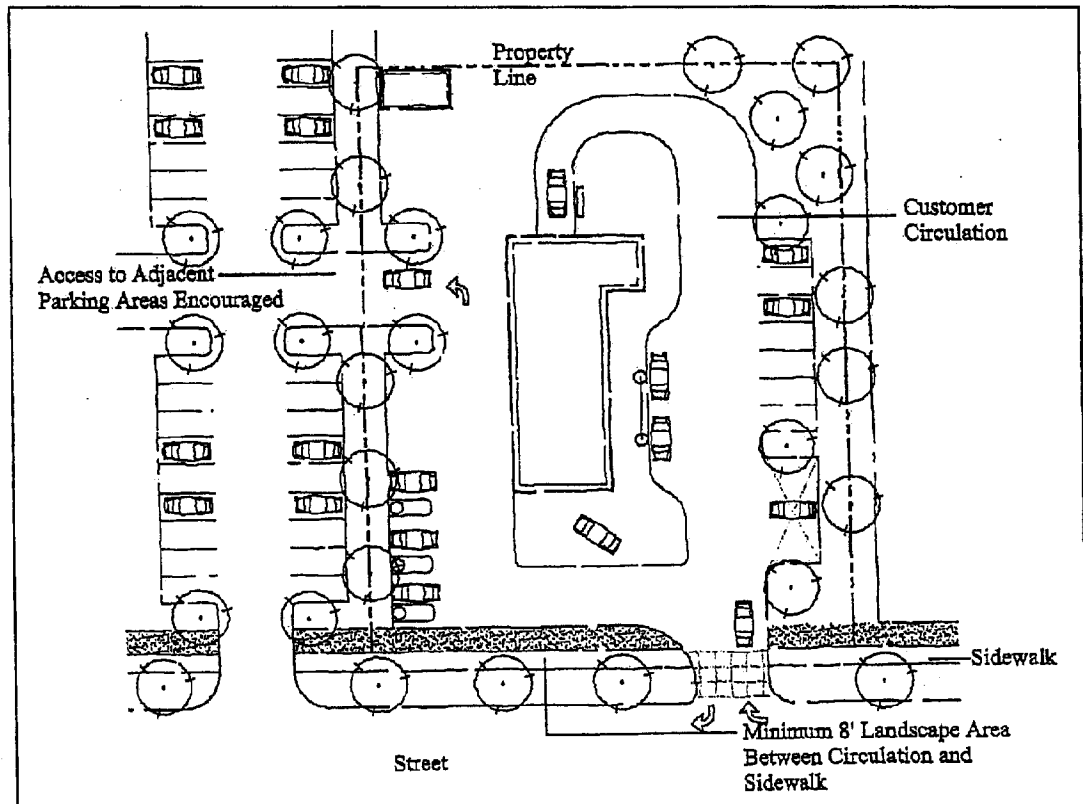 Property
Line
Customer
Circulation
Access to Adjacent
Parking Areas Encouraged
Sidewalk
Minimum 8' Landscape Area
Between Circulation and
Sidewalk
Street